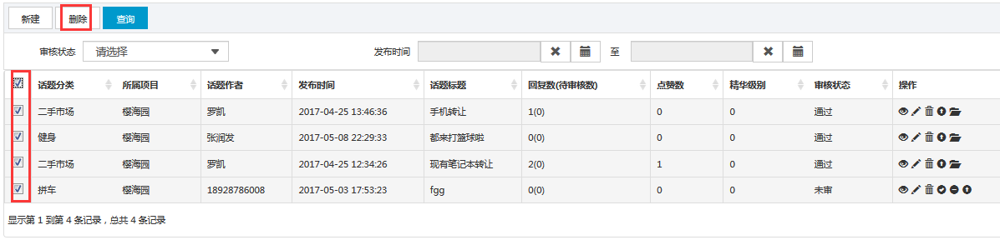 新建 删除 查询
审核状态 请选择 发布时间 至
话题分类 所属项目 话题作者 发布时间 话题标题 回复数(待审核数) 点赞数 精华级别 审核状态 操作
二手市场 樱海园 罗凯 2017-04-25 13:46:36 手机转让 1(0) 0 0 通过
健身 樱海园 张润发 2017-05-08 22:29:33 都来打篮球啦 0(0) 0 0 通过
二手市场 樱海园 罗凯 2017-04-25 12:34:26 现有笔记本转让 2(0) 1 0 通过
拼车 樱海园 18928786008 2017-05-03 17:53:23 fgg 0(0) 0 0 未审
显示第 1 到第 4 条记录，总共 4 条记录